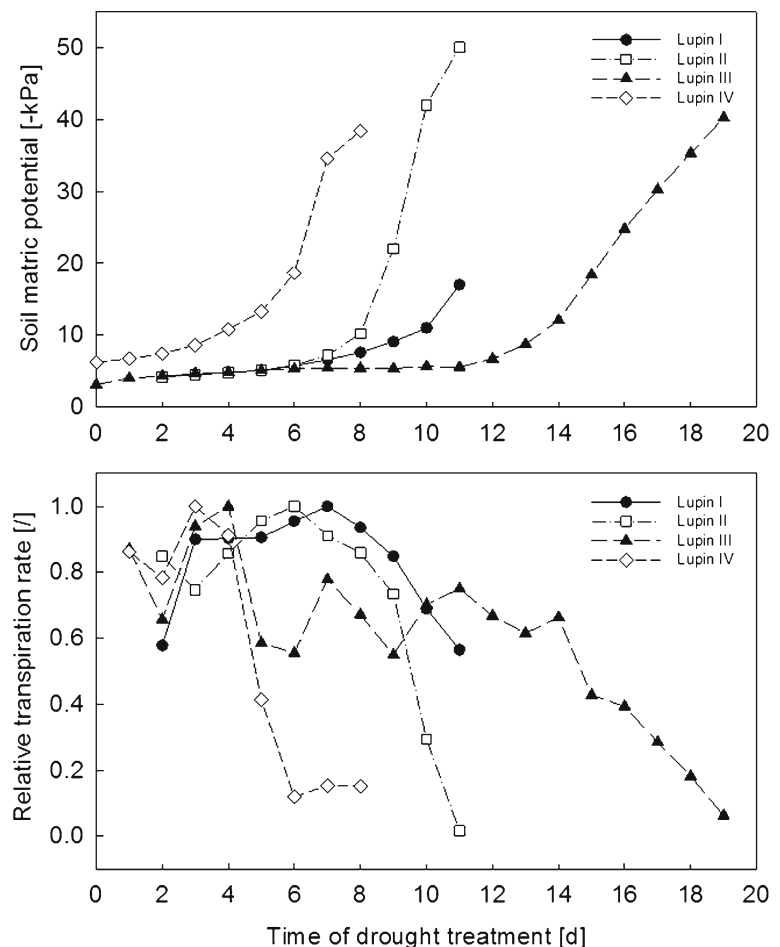 Soil matric potential [-kPa]
50
40
30
20
10
0
Lupin I
Lupin II
Lupin III
Lupin IV
0 2 4 6 8 10 12 14 16 18 20
Relative transpiration rate [/]
1.0
0.8
0.6
0.4
0.2
0.0
Lupin I
Lupin II
Lupin III
Lupin IV
0 2 4 6 8 10 12 14 16 18 20
Time of drought treatment [d]